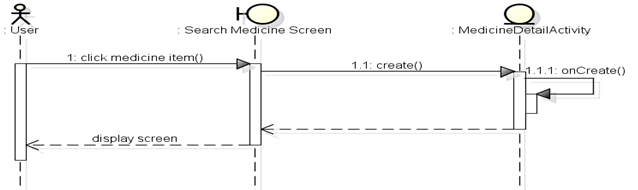 : User
: Search Medicine Screen
: MedicineDetailActivity
1: click medicine item()
1.1: create()
1.1.1: onCreate()
display screen